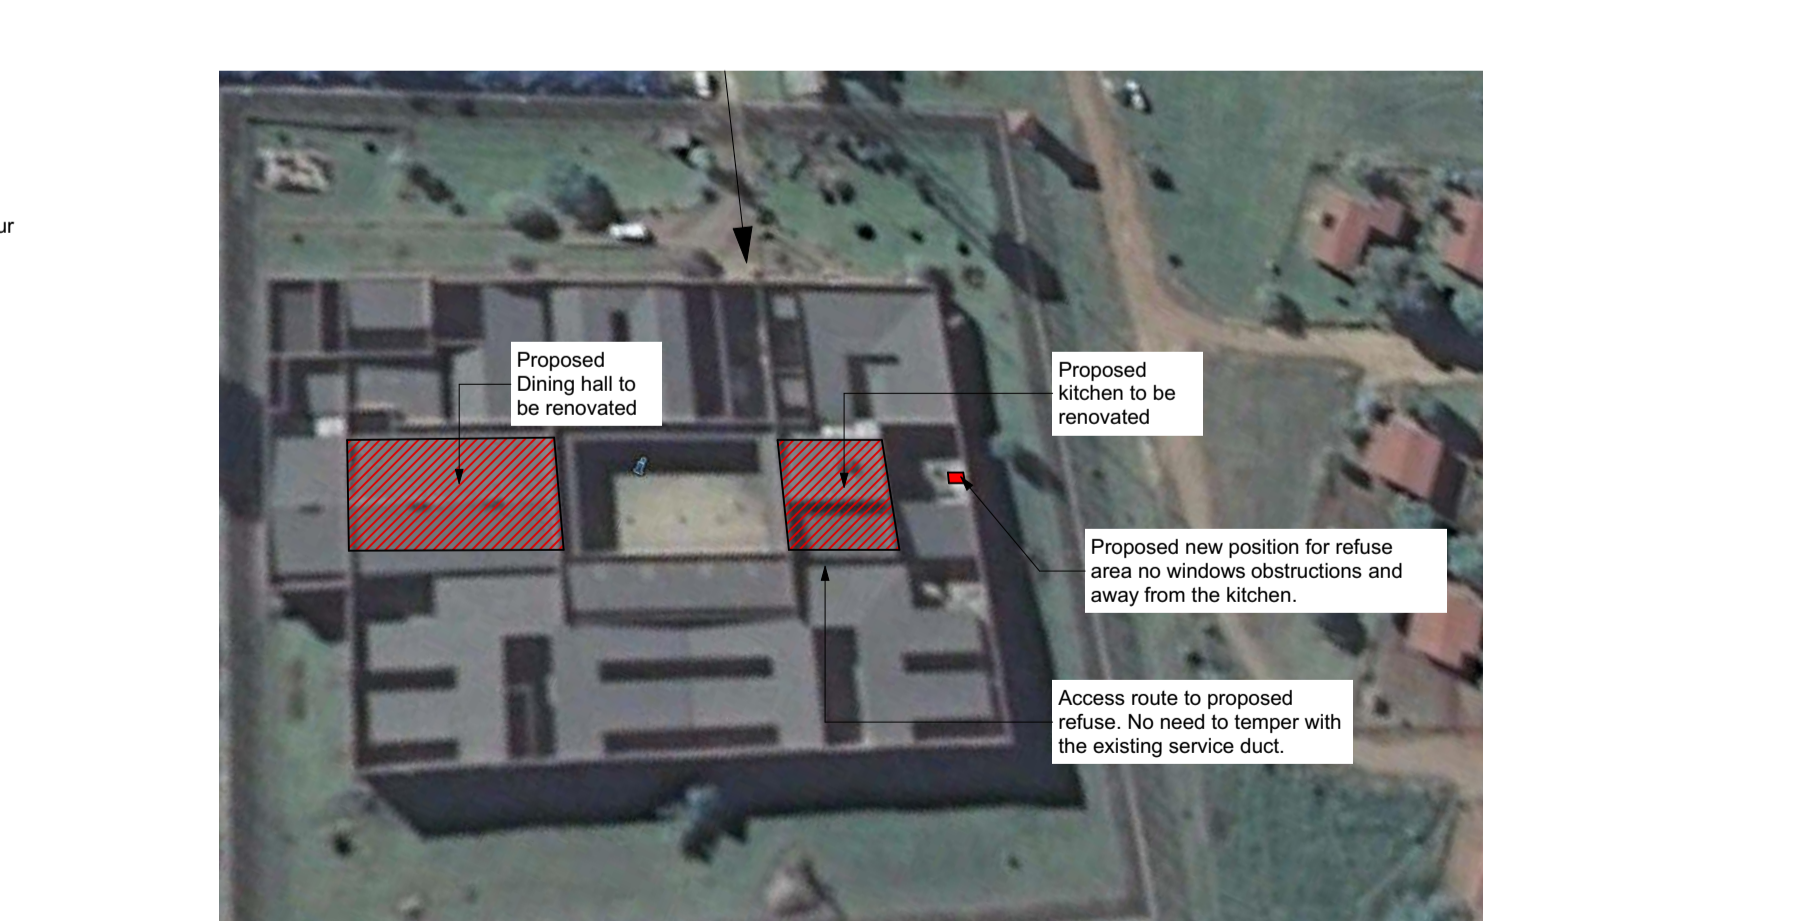 ur
Proposed
Dining hall to
be renovated
Proposed
kitchen to be
renovated
Proposed new position for refuse
area no windows obstructions and
away from the kitchen.
Access route to proposed
refuse. No need to temper with
the existing service duct.